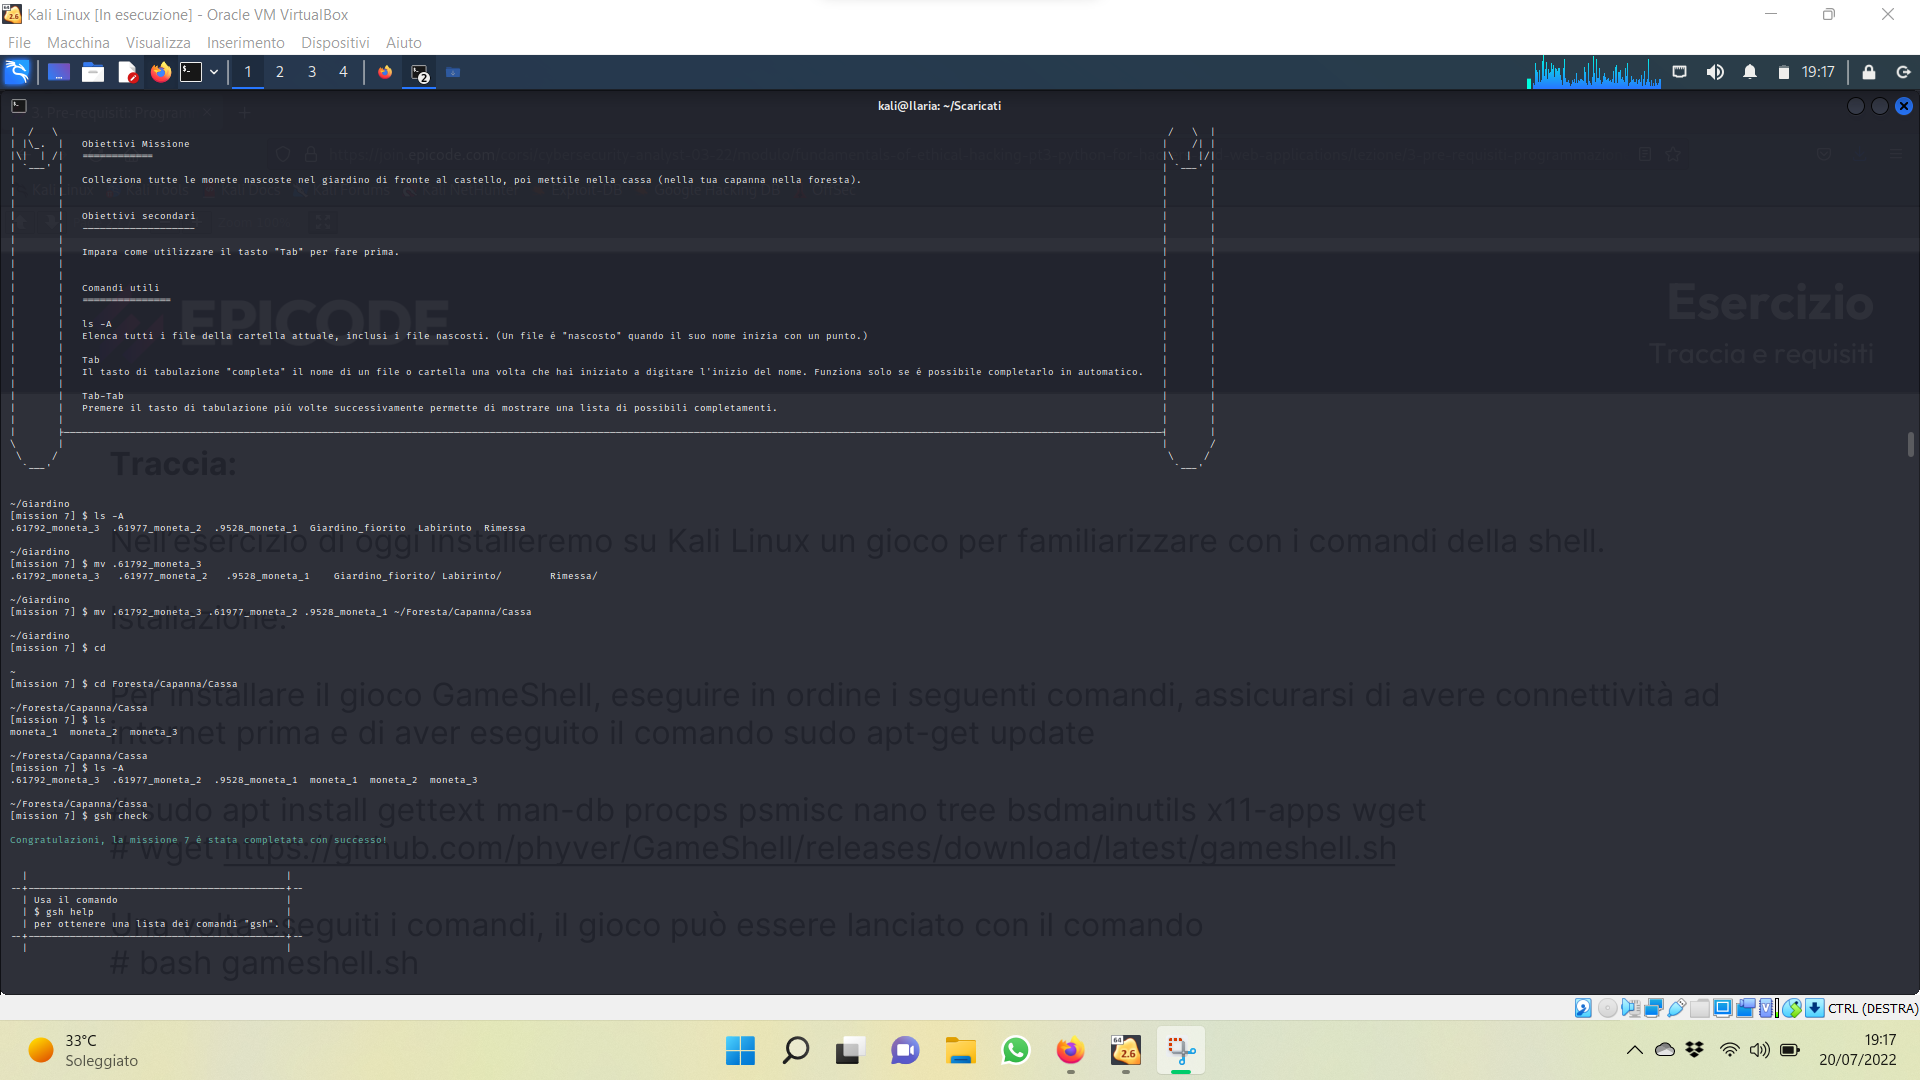 Kali Linux [In esecuzione] - Oracle VM VirtualBox
File Macchina Visualizza Inserimento Dispositivi Aiuto
1 2 3 4
2
19:17
kali@Ilaria: ~/Scaricati
3. Pre-requisiti: Program
Obiettivi Missione
============
Colleziona tutte le monete nascoste nel giardino di fronte al castello, poi mettile nella cassa (nella tua capanna nella foresta).
Obiettivi secondari
Impara come utilizzare il tasto "Tab" per fare prima.
Comandi utili
===============
EPICODE
Esercizio
Traccia e requisiti
ls -A
Elenca tutti i file della cartella attuale, inclusi i file nascosti. (Un file é "nascosto" quando il suo nome inizia con un punto.)
Tab
Il tasto di tabulazione "completa" il nome di un file o cartella una volta che hai iniziato a digitare l'inizio del nome. Funziona solo se é possibile completarlo in automatico.
Tab-Tab
Premere il tasto di tabulazione piú volte successivamente permette di mostrare una lista di possibili completamenti.
Traccia:
~/Giardino
[mission 7] $ ls -A
.61792_moneta_3 .61977_moneta_2 .9528_moneta_1 Giardino_fiorito Labirinto Rimessa
Nell'esercizio di oggi installeremo su Kali Linux un gioco per familiarizzare con i comandi della shell.
~/Giardino
[mission 7] $ mv .61792_moneta_3
.61792_moneta_3 .61977_moneta_2 .9528_moneta_1 Giardino_fiorito/ Labirinto/ Rimessa/
~/Giardino
[mission 7] $ mv .61792_moneta_3 .61977_moneta_2 .9528_moneta_1 ~/Foresta/Capanna/Cassa
Istallazione:
~/Giardino
[mission 7] $ cd
~
[mission 7] $ cd Foresta/Capanna/Cassa
Per installare il gioco GameShell, eseguire in ordine i seguenti comandi, assicurarsi di avere connettività ad
internet prima e di aver eseguito il comando sudo apt-get update
~/Foresta/Capanna/Cassa
[mission 7] $ ls
moneta_1 moneta_2 moneta_3
~/Foresta/Capanna/Cassa
[mission 7] $ ls -A
.61792_moneta_3 .61977_moneta_2 .9528_moneta_1 moneta_1 moneta_2 moneta_3
~/Foresta/Capanna/Cassa
[mission 7] $ gsh check
# sudo apt install gettext man-db procps psmisc nano tree bsdmainutils x11-apps wget
Congratulazioni, la missione 7 é stata completata con successo!
# wget https://github.com/phyver/GameShell/releases/download/latest/gameshell.sh
Usa il comando
$ gsh help
per ottenere una lista dei comandi "gsh".
Una volta eseguiti i comandi, il gioco può essere lanciato con il comando
# bash gameshell.sh
CTRL (DESTRA)
33°C
Soleggiato
64
2.6
19:17
20/07/2022